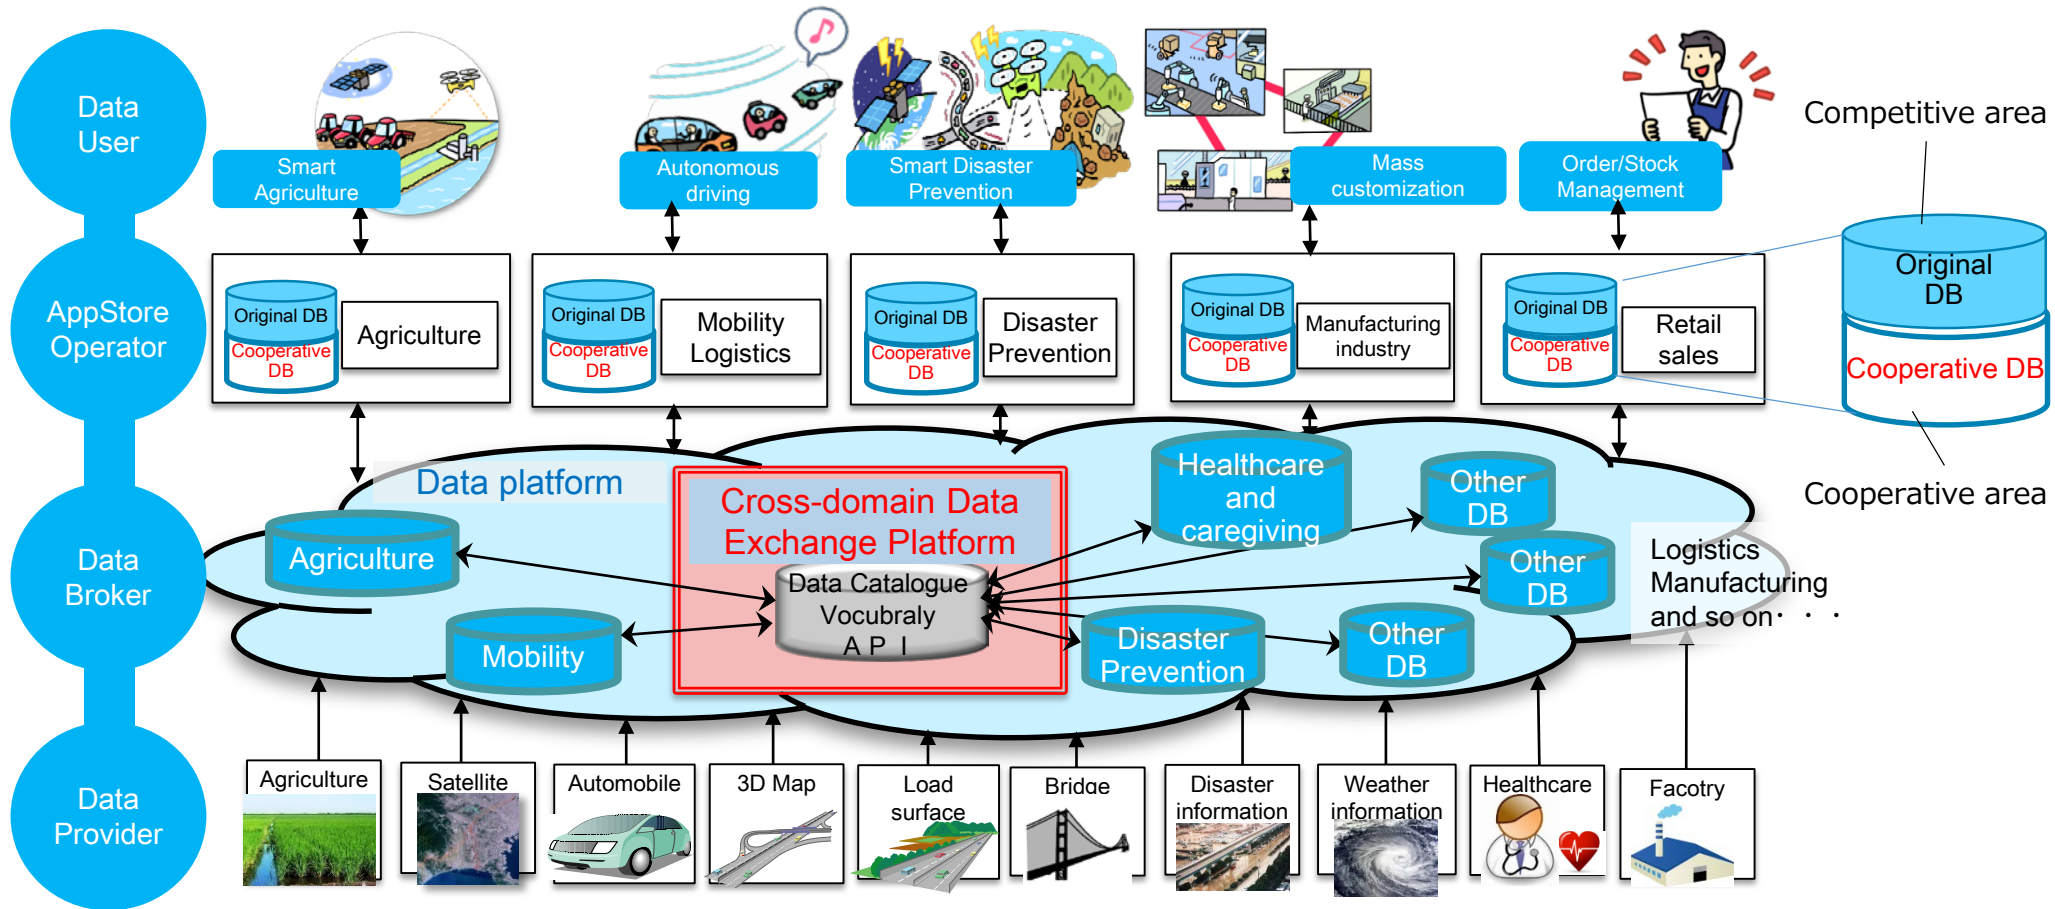 Data
User
Smart
Agriculture
Autonomous
driving
Smart Disaster
Prevention
Mass
customization
Order/Stock
Management
Competitive area
AppStore
Operator
Original DB
Cooperative
DB
Agriculture
Original DB
Cooperative
DB
Mobility
Logistics
Original DB
Cooperative
DB
Disaster
Prevention
Original DB
Cooperative
DB
Manufacturing
industry
Original DB
Cooperative
DB
Retail
sales
Original
DB
Cooperative DB
Cooperative area
Data
Broker
Data platform
Cross-domain Data
Exchange Platform
Data Catalogue
Vocubraly
A P I
Agriculture
Mobility
Healthcare
and
caregiving
Other
DB
Other
DB
Disaster
Prevention
Other
DB
Logistics
Manufacturing
and so on・・・
Data
Provider
Agriculture
Satellite
Automobile
3D Map
Load
surface
Bridge
Disaster
information
Weather
information
Healthcare
Facotry